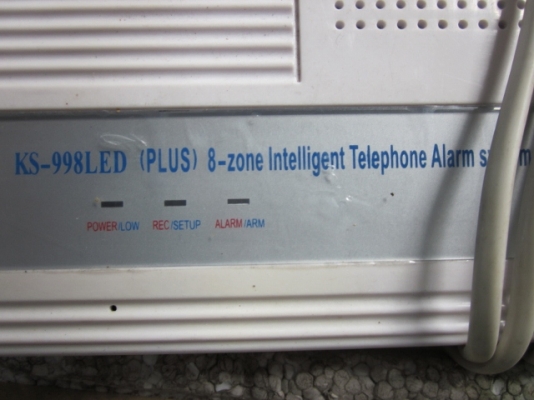 KS-998LED (PLUS) 8-zone Intelligent Telephone Alarm
POWER/LOW REC/SETUP ALARM/ARM